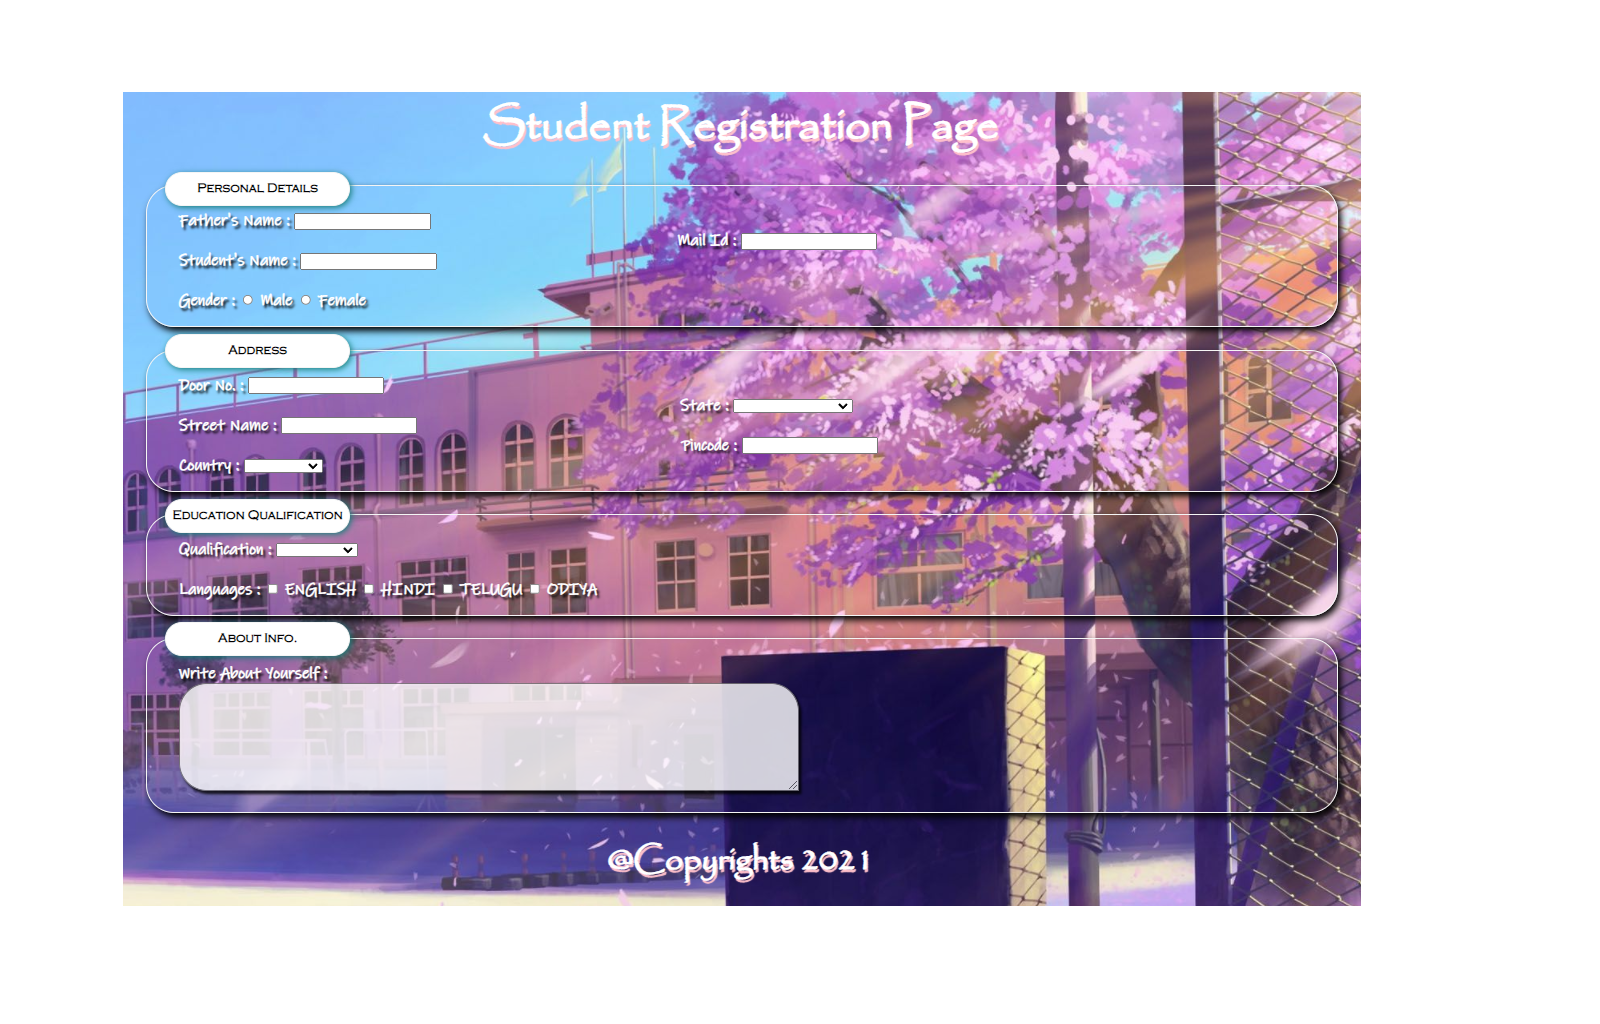 Student Registration Page
Personal Details
Father's Name :
Mail Id :
Student's Name :
Gender : Male Female
Address
Door No. :
State :
Street Name :
Pincode :
Country :
Education Qualification
Qualification :
Languages : ENGLISH HINDI TELUGU ODIYA
About Info.
Write About Yourself :
@Copyrights 2021